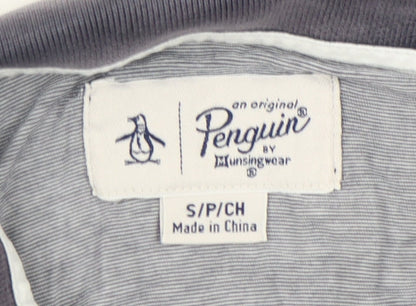 an original
Penguin®
BY
Munsingwear
®
S/P/CH
Made in China